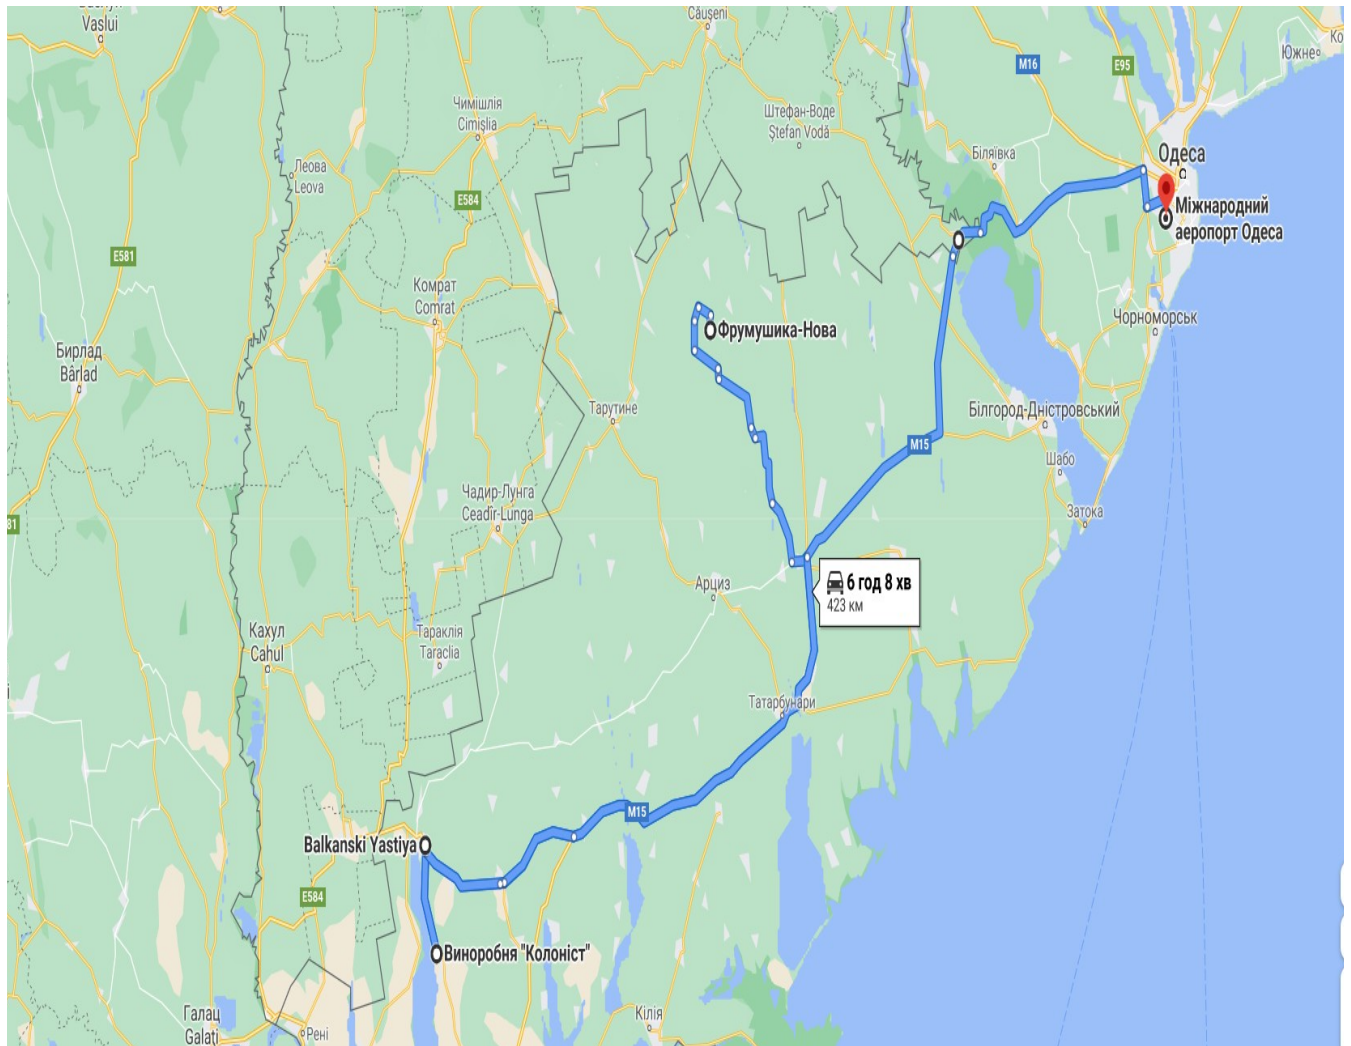 Vaslui
Căușeni
Южне
M16
E95
Чимішлія
Cimișlia
Штефан-Воде
Ștefan Vodă
Одеса
Біляївка
Леова
Leova
E584
Міжнародний
аеропорт Одеса
E581
Комрат
Comrat
Чорноморськ
Фрумушика-Нова
Бирлад
Bârlad
Тарутине
Білгород-Дністровський
M15
Шабо
Чадир-Лунга
Ceadîr-Lunga
Затока
81
6 год 8 хв
423 км
Арциз
Кахул
Cahul
Тараклія
Taraclia
Татарбунари
M15
Balkanski Yastiya
E584
Виноробня "Колоніст"
Галац
Galați
Рені
Кілія